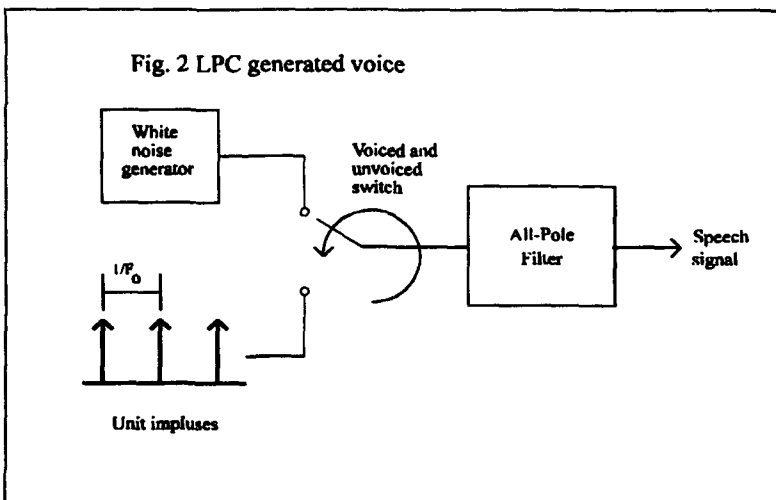 Fig. 2 LPC generated voice
White
noise
generator
Voiced and
unvoiced
switch
All-Pole
Filter
Speech
signal
1/F₀
Unit impluses